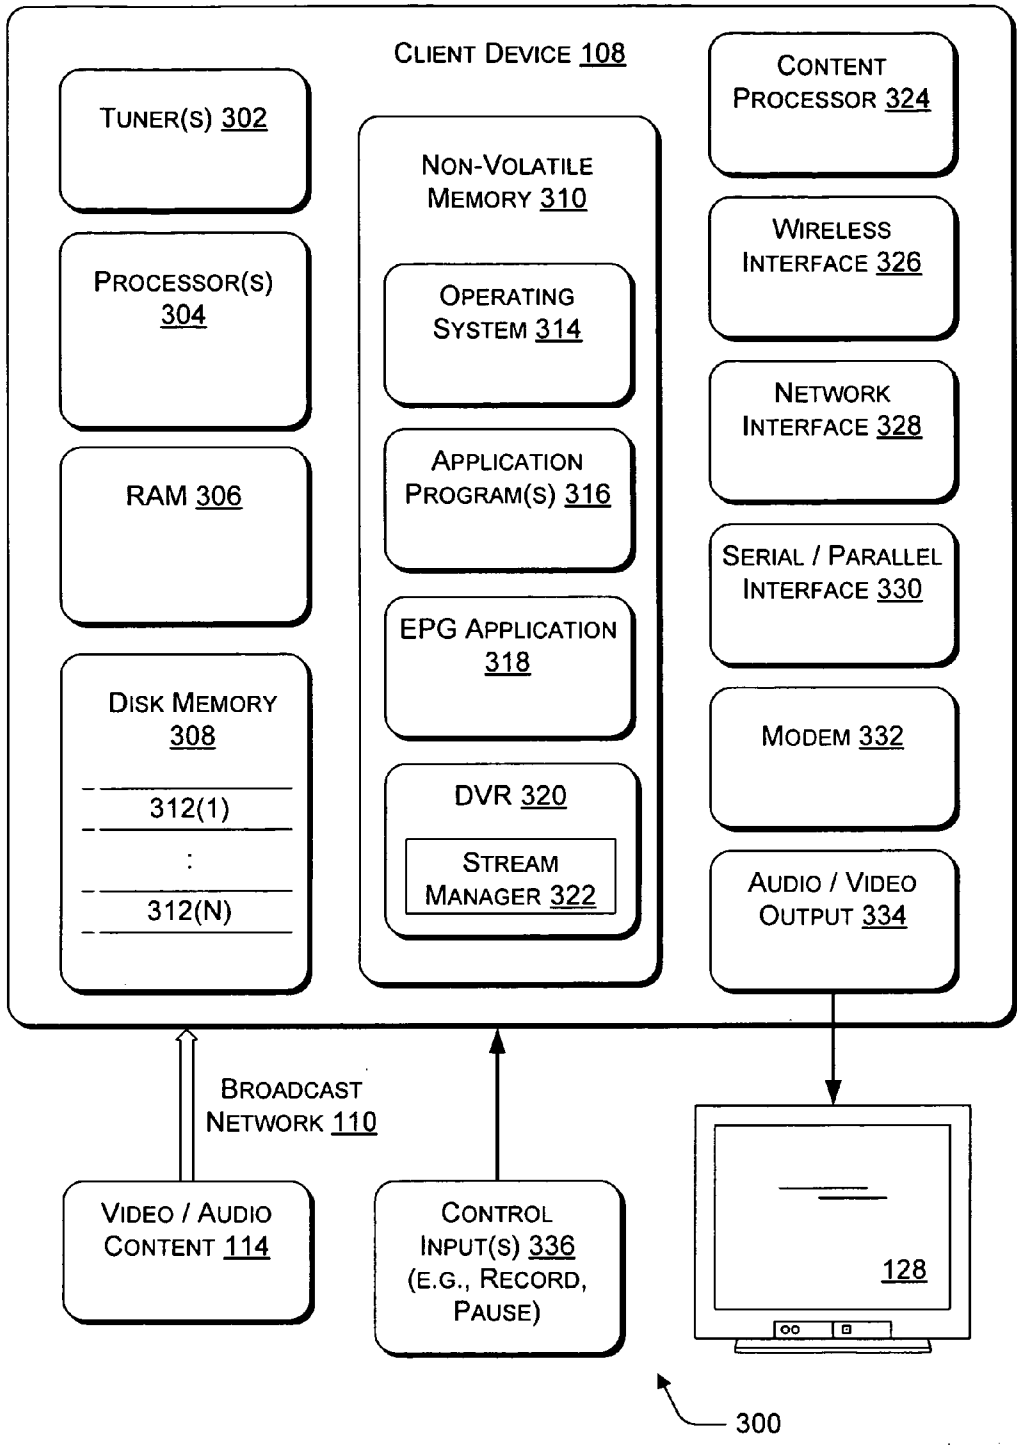 CLIENT DEVICE 108
TUNER(S) 302
PROCESSOR(S)
304
RAM 306
DISK MEMORY
308
312(1)
:
312(N)
NON-VOLATILE
MEMORY 310
OPERATING
SYSTEM 314
APPLICATION
PROGRAM(S) 316
EPG APPLICATION
318
DVR 320
STREAM
MANAGER 322
CONTENT
PROCESSOR 324
WIRELESS
INTERFACE 326
NETWORK
INTERFACE 328
SERIAL / PARALLEL
INTERFACE 330
MODEM 332
AUDIO / VIDEO
OUTPUT 334
BROADCAST
NETWORK 110
VIDEO / AUDIO
CONTENT 114
CONTROL
INPUT(S) 336
(E.G., RECORD,
PAUSE)
128
300